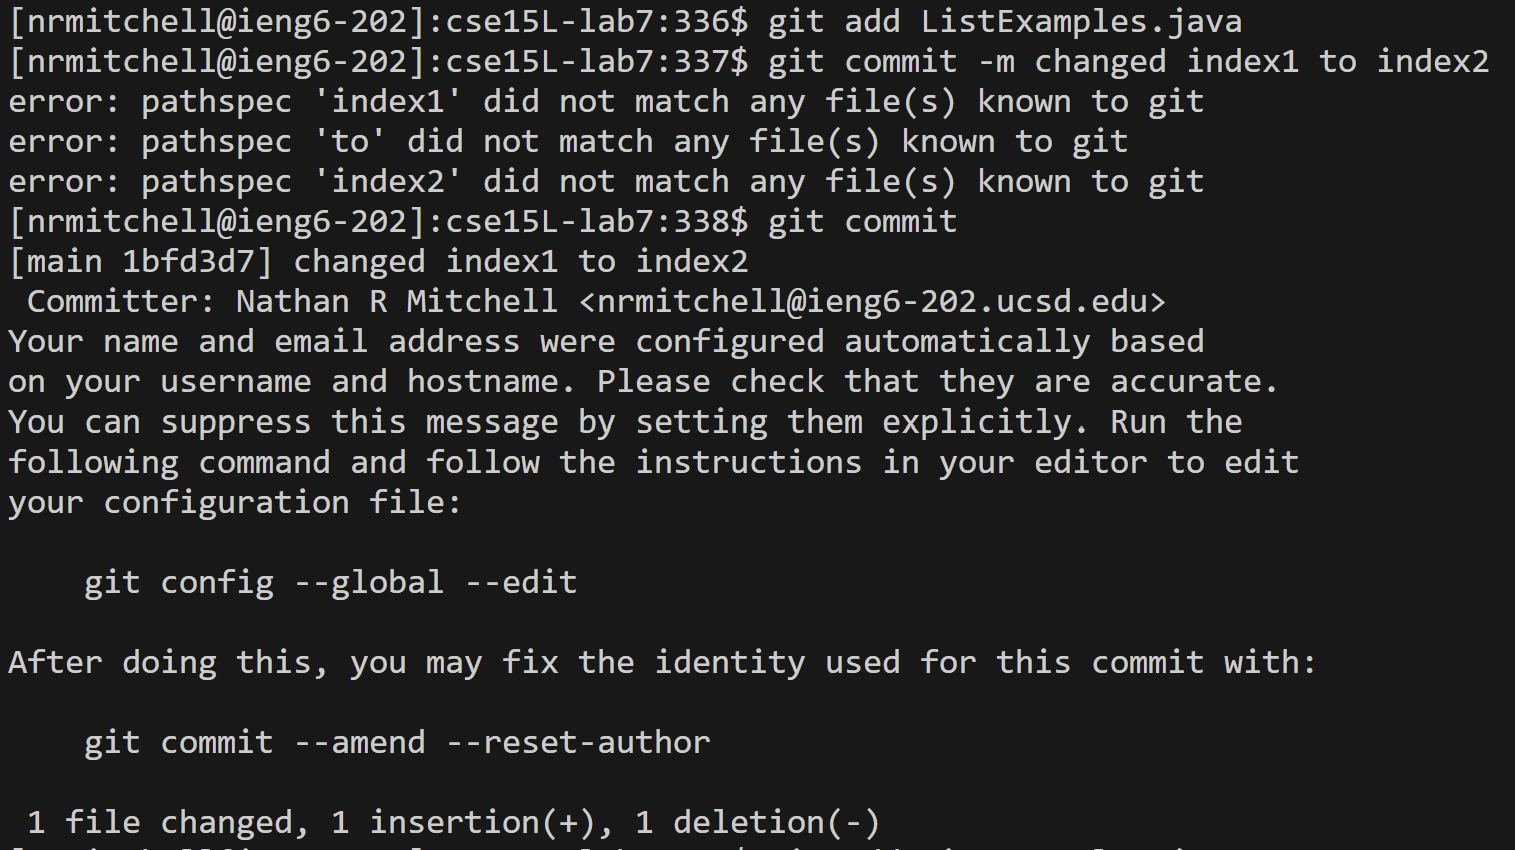 [nrmitchell@ieng6-202]:cse15L-lab7:336$ git add ListExamples.java
[nrmitchell@ieng6-202]:cse15L-lab7:337$ git commit -m changed index1 to index2
error: pathspec 'index1' did not match any file(s) known to git
error: pathspec 'to' did not match any file(s) known to git
error: pathspec 'index2' did not match any file(s) known to git
[nrmitchell@ieng6-202]:cse15L-lab7:338$ git commit
[main 1bfd3d7] changed index1 to index2
 Committer: Nathan R Mitchell <nrmitchell@ieng6-202.ucsd.edu>
Your name and email address were configured automatically based
on your username and hostname. Please check that they are accurate.
You can suppress this message by setting them explicitly. Run the
following command and follow the instructions in your editor to edit
your configuration file:

    git config --global --edit

After doing this, you may fix the identity used for this commit with:

    git commit --amend --reset-author

 1 file changed, 1 insertion(+), 1 deletion(-)